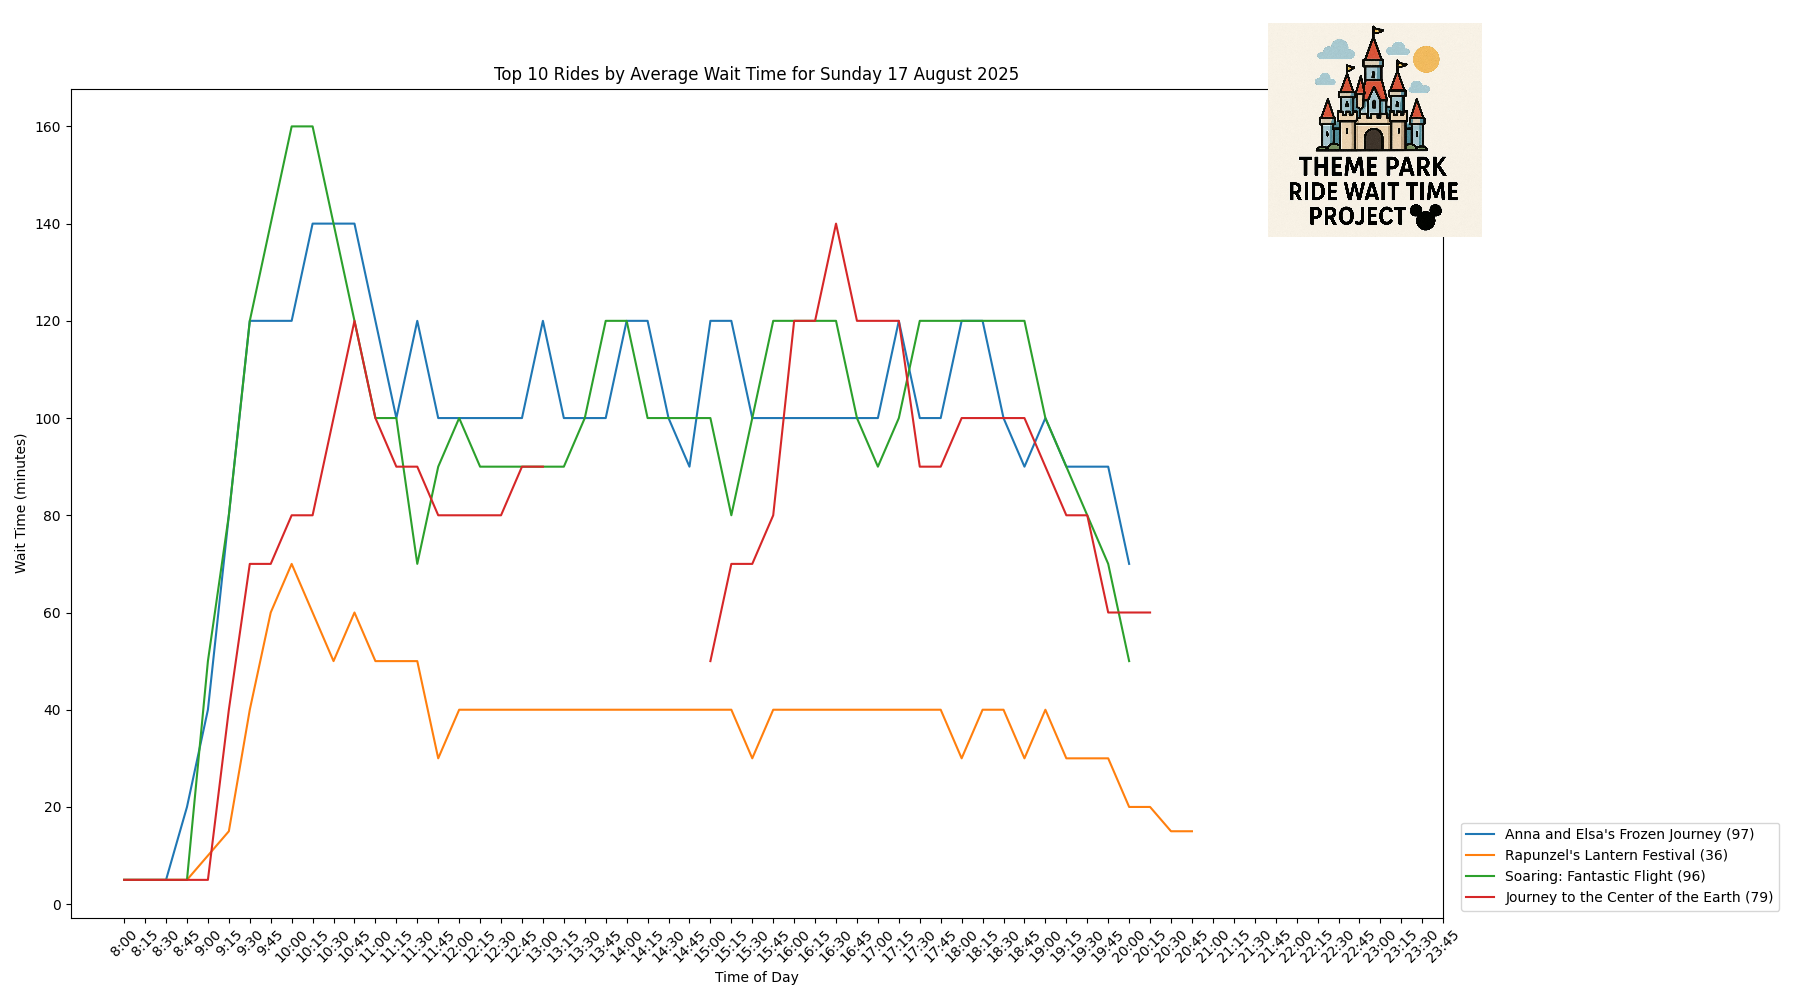 THEME PARK
RIDE WAIT TIME
PROJECT
Top 10 Rides by Average Wait Time for Sunday 17 August 2025
Wait Time (minutes)
160
140
120
100
80
60
40
20
0
8:00 8:15 8:30 8:45 9:00 9:15 9:30 9:45 10:00 10:15 10:30 10:45 11:00 11:15 11:30 11:45 12:00 12:15 12:30 12:45 13:00 13:15 13:30 13:45 14:00 14:15 14:30 14:45 15:00 15:15 15:30 15:45 16:00 16:15 16:30 16:45 17:00 17:15 17:30 17:45 18:00 18:15 18:30 18:45 19:00 19:15 19:30 19:45 20:00 20:15 20:30 20:45 21:00 21:15 21:30 21:45 22:00 22:15 22:30 22:45 23:00 23:15 23:30 23:45
Time of Day
Anna and Elsa's Frozen Journey (97)
Rapunzel's Lantern Festival (36)
Soaring: Fantastic Flight (96)
Journey to the Center of the Earth (79)